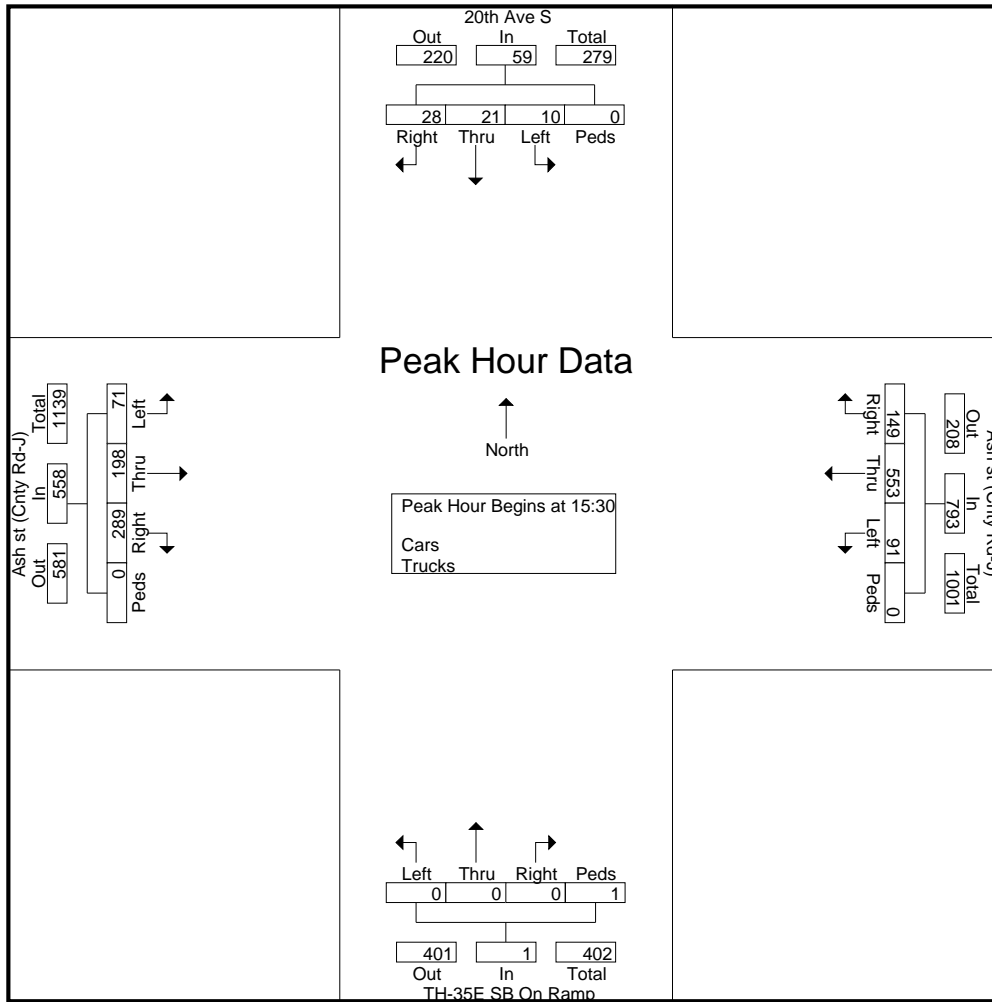 20th Ave S
Out In Total
220 59 279
28 21 10 0
Right Thru Left Peds
Peak Hour Data
North
Peak Hour Begins at 15:30
Cars
Trucks
Ash st (Cnty Rd-J)
Total In Out
1139 558 581
71 198 289 0
Left Thru Right Peds
Ash st (Cnty Rd-J)
Out In Total
208 793 1001
149 553 91 0
Right Thru Left Peds
Left Thru Right Peds
0 0 0 1
401 1 402
Out In Total
TH-35E SB On Ramp